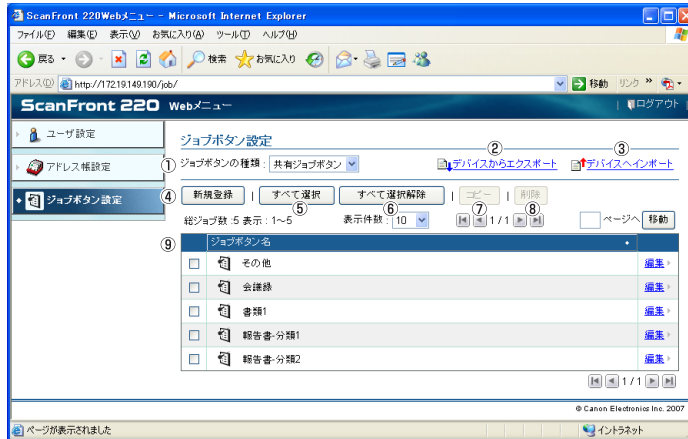 ScanFront 220Webメニュー - Microsoft Internet Explorer
ファイル(F) 編集(E) 表示(V) お気に入り(A) ツール(T) ヘルプ(H)
戻る 検索 お気に入り
アドレス(D) http://172.19.149.190/job/ 移動 リンク »
ScanFront 220 Webメニュー ログアウト
ユーザ設定
アドレス帳設定
ジョブボタン設定
ジョブボタン設定
① ジョブボタンの種類: 共有ジョブボタン ② デバイスからエクスポート ③ デバイスへインポート
④ 新規登録 | すべて選択 すべて選択解除 | コピー | 削除
⑤ ⑥ ⑦ ⑧
総ジョブ数:5 表示:1～5 表示件数: 10 1 / 1 ページへ 移動
⑨ ジョブボタン名
その他 編集
会議録 編集
書類1 編集
報告書-分類1 編集
報告書-分類2 編集
1 / 1
© Canon Electronics Inc. 2007
ページが表示されました イントラネット